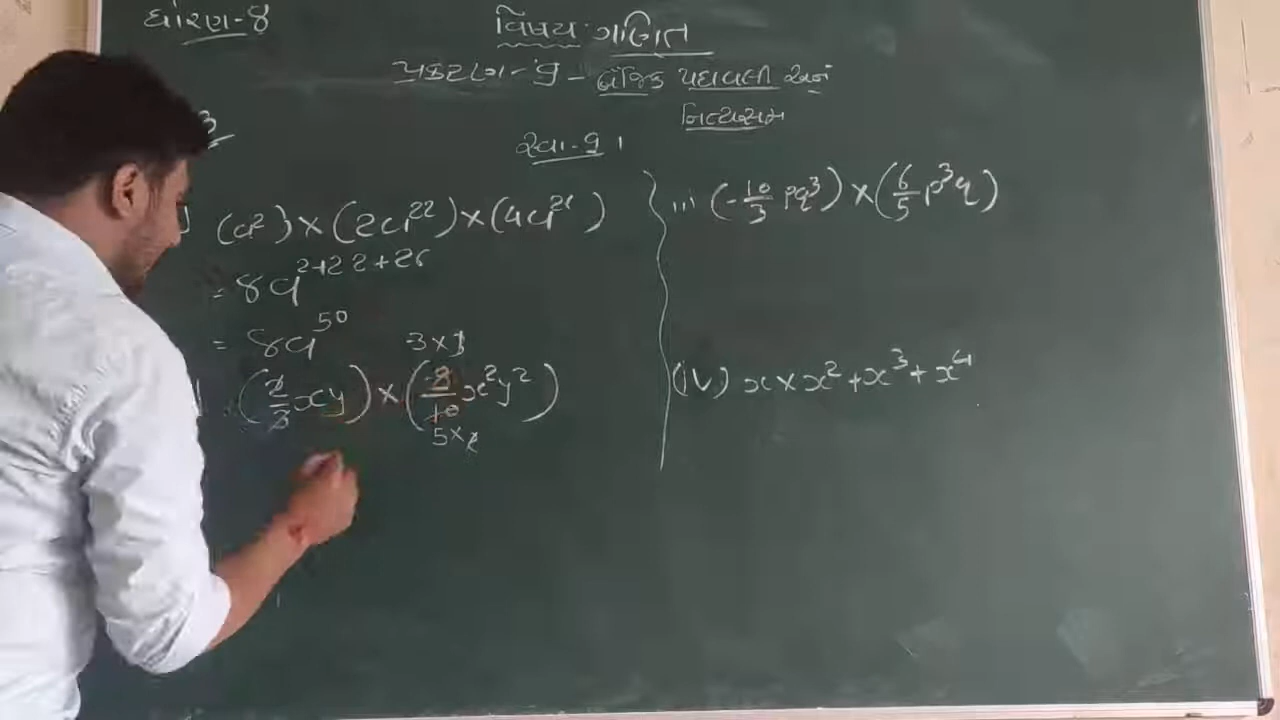 ધોરણ-8
વિષય : ગણિત
પ્રકરણ-9 - બૈજિક પદાવલી અને
નિત્યસમ
3
સ્વા-9.
(a²)×(2a²²)×(4a²⁶)
= 8a²⁺²²⁺²⁶
= 8a⁵⁰
3×3
(2/3 xy)×(-9/10 x²y²)
5×2
iii (-10/3 pq³)×(6/5 p³q)
(iv) x×x²+x³+x⁴